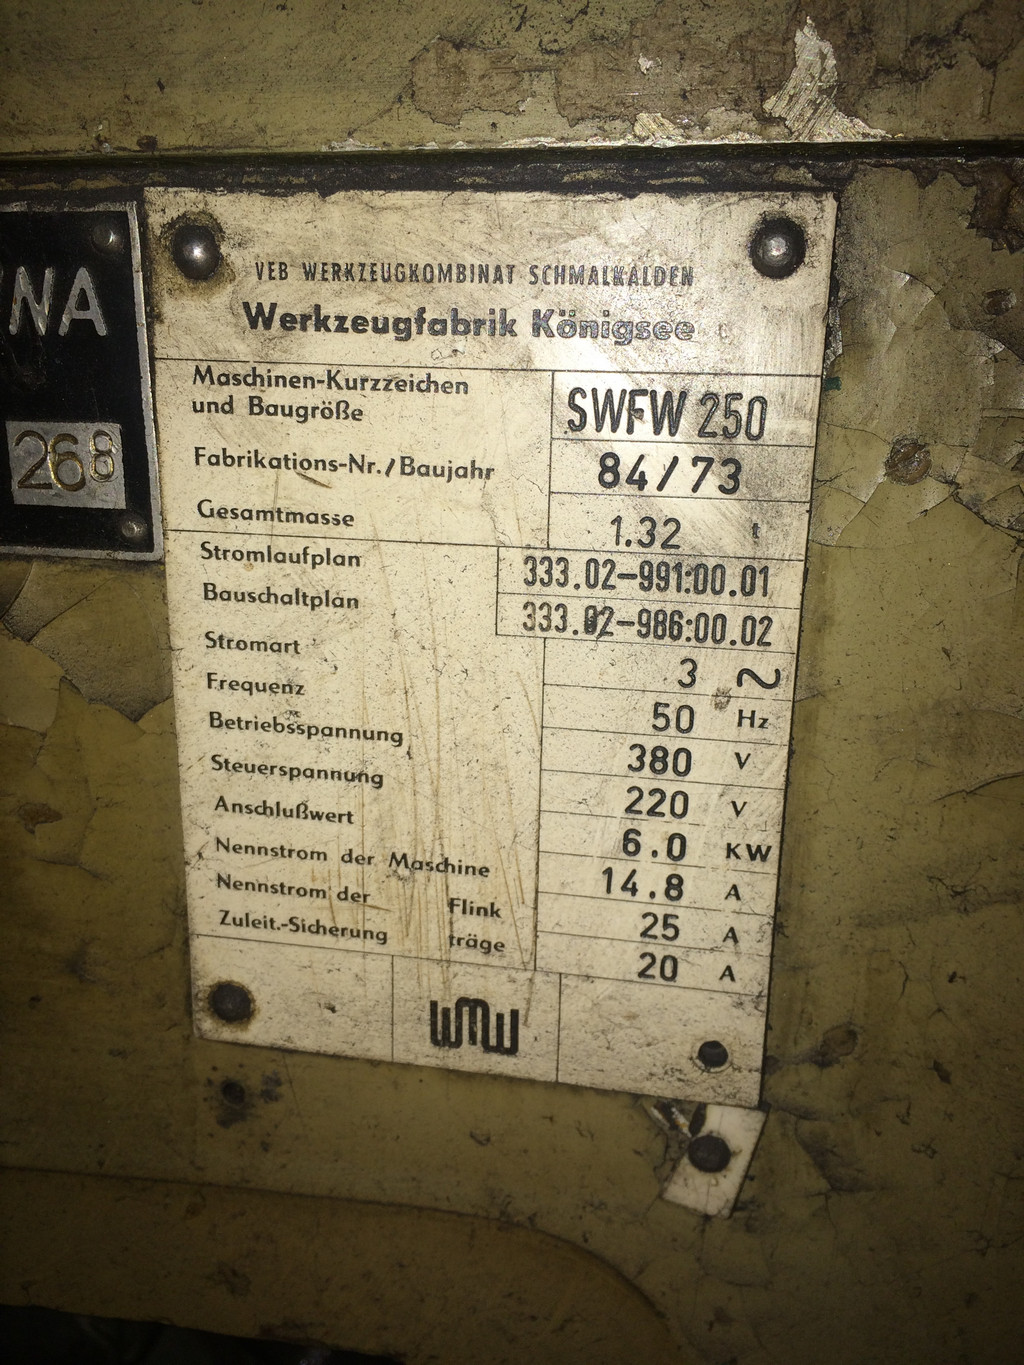 NA
268
VEB WERKZEUGKOMBINAT SCHMALKALDEN
Werkzeugfabrik Königsee
Maschinen-Kurzzeichen
und Baugröße SWFW 250
Fabrikations-Nr./Baujahr 84/73
Gesamtmasse 1.32 t
Stromlaufplan 333.02-991:00.01
Bauschaltplan 333.02-986:00.02
Stromart 3 ~
Frequenz 50 Hz
Betriebsspannung 380 V
Steuerspannung 220 V
Anschlußwert 6.0 KW
Nennstrom der Maschine 14.8 A
Nennstrom der Flink 25 A
Zuleit.-Sicherung träge 20 A
WMW